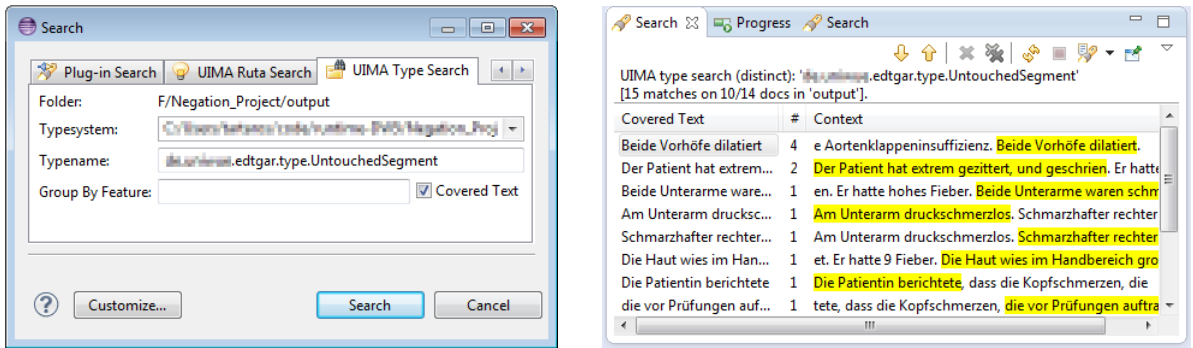 Search
Plug-in Search UIMA Ruta Search UIMA Type Search
Folder: F/Negation_Project/output
Typesystem:
Typename: .edtgar.type.UntouchedSegment
Group By Feature: Covered Text
Customize... Search Cancel
Search Progress Search
UIMA type search (distinct): ' .edtgar.type.UntouchedSegment'
[15 matches on 10/14 docs in 'output'].
Covered Text # Context
Beide Vorhöfe dilatiert 4 e Aortenklappeninsuffizienz. Beide Vorhöfe dilatiert.
Der Patient hat extrem... 2 Der Patient hat extrem gezittert, und geschrien. Er hatte
Beide Unterarme ware... 1 en. Er hatte hohes Fieber. Beide Unterarme waren schm
Am Unterarm drucksc... 1 Am Unterarm druckschmerzlos. Schmarzhafter rechter
Schmarzhafter rechter... 1 Am Unterarm druckschmerzlos. Schmarzhafter rechter
Die Haut wies im Han... 1 et. Er hatte 9 Fieber. Die Haut wies im Handbereich gro
Die Patientin berichtete 1 Die Patientin berichtete, dass die Kopfschmerzen, die
die vor Prüfungen auf... 1 tete, dass die Kopfschmerzen, die vor Prüfungen auftra